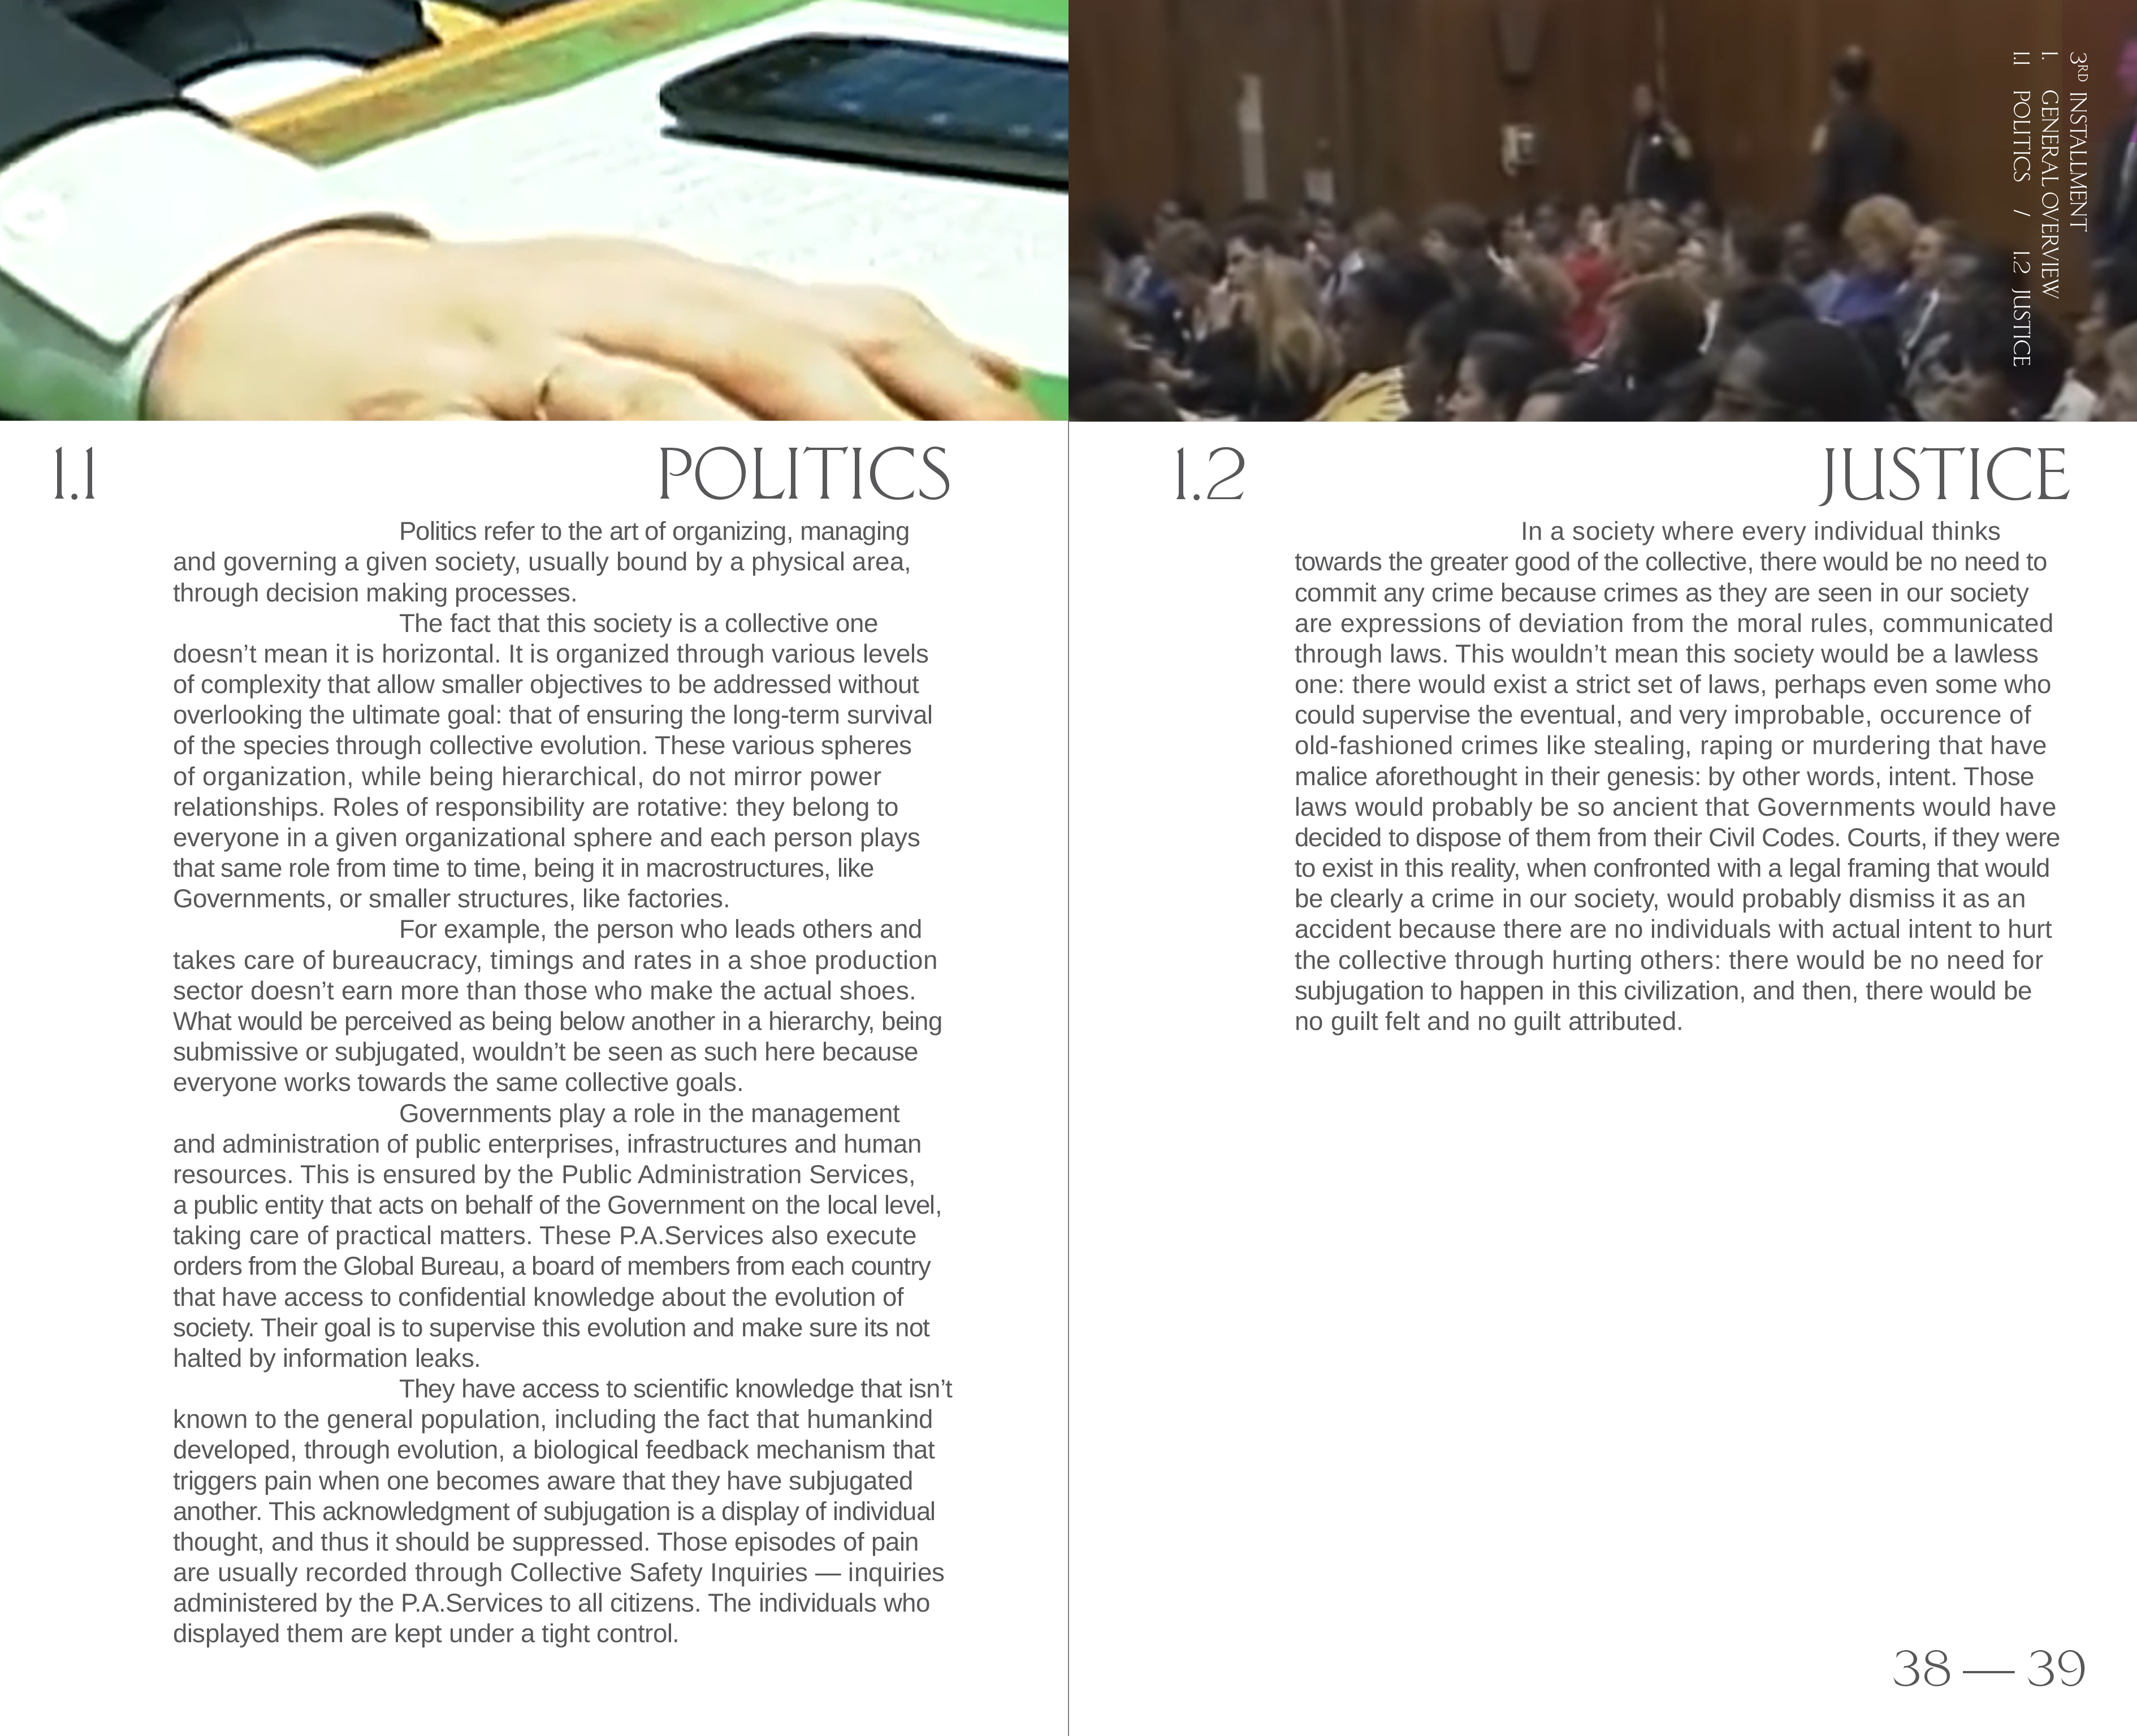 3RD INSTALLMENT
1. GENERAL OVERVIEW
1.1 POLITICS / 1.2 JUSTICE
1.1 POLITICS
Politics refer to the art of organizing, managing
and governing a given society, usually bound by a physical area,
through decision making processes.
The fact that this society is a collective one
doesn’t mean it is horizontal. It is organized through various levels
of complexity that allow smaller objectives to be addressed without
overlooking the ultimate goal: that of ensuring the long-term survival
of the species through collective evolution. These various spheres
of organization, while being hierarchical, do not mirror power
relationships. Roles of responsibility are rotative: they belong to
everyone in a given organizational sphere and each person plays
that same role from time to time, being it in macrostructures, like
Governments, or smaller structures, like factories.
For example, the person who leads others and
takes care of bureaucracy, timings and rates in a shoe production
sector doesn’t earn more than those who make the actual shoes.
What would be perceived as being below another in a hierarchy, being
submissive or subjugated, wouldn’t be seen as such here because
everyone works towards the same collective goals.
Governments play a role in the management
and administration of public enterprises, infrastructures and human
resources. This is ensured by the Public Administration Services,
a public entity that acts on behalf of the Government on the local level,
taking care of practical matters. These P.A.Services also execute
orders from the Global Bureau, a board of members from each country
that have access to confidential knowledge about the evolution of
society. Their goal is to supervise this evolution and make sure its not
halted by information leaks.
They have access to scientific knowledge that isn’t
known to the general population, including the fact that humankind
developed, through evolution, a biological feedback mechanism that
triggers pain when one becomes aware that they have subjugated
another. This acknowledgment of subjugation is a display of individual
thought, and thus it should be suppressed. Those episodes of pain
are usually recorded through Collective Safety Inquiries — inquiries
administered by the P.A.Services to all citizens. The individuals who
displayed them are kept under a tight control.
1.2 JUSTICE
In a society where every individual thinks
towards the greater good of the collective, there would be no need to
commit any crime because crimes as they are seen in our society
are expressions of deviation from the moral rules, communicated
through laws. This wouldn’t mean this society would be a lawless
one: there would exist a strict set of laws, perhaps even some who
could supervise the eventual, and very improbable, occurence of
old-fashioned crimes like stealing, raping or murdering that have
malice aforethought in their genesis: by other words, intent. Those
laws would probably be so ancient that Governments would have
decided to dispose of them from their Civil Codes. Courts, if they were
to exist in this reality, when confronted with a legal framing that would
be clearly a crime in our society, would probably dismiss it as an
accident because there are no individuals with actual intent to hurt
the collective through hurting others: there would be no need for
subjugation to happen in this civilization, and then, there would be
no guilt felt and no guilt attributed.
38 — 39